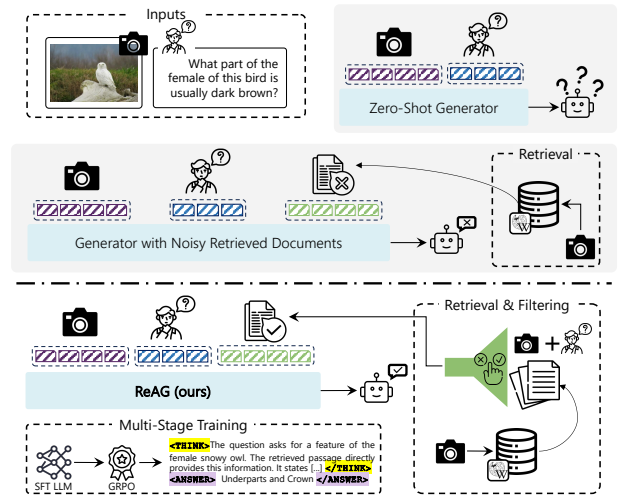 Inputs
What part of the
female of this bird is
usually dark brown?
Zero-Shot Generator
Retrieval
W
Generator with Noisy Retrieved Documents
Retrieval & Filtering
ReAG (ours)
Multi-Stage Training
<THINK>The question asks for a feature of the
female snowy owl. The retrieved passage directly
provides this information. It states [...] </THINK>
<ANSWER> Underparts and Crown </ANSWER>
SFT LLM
GRPO
W